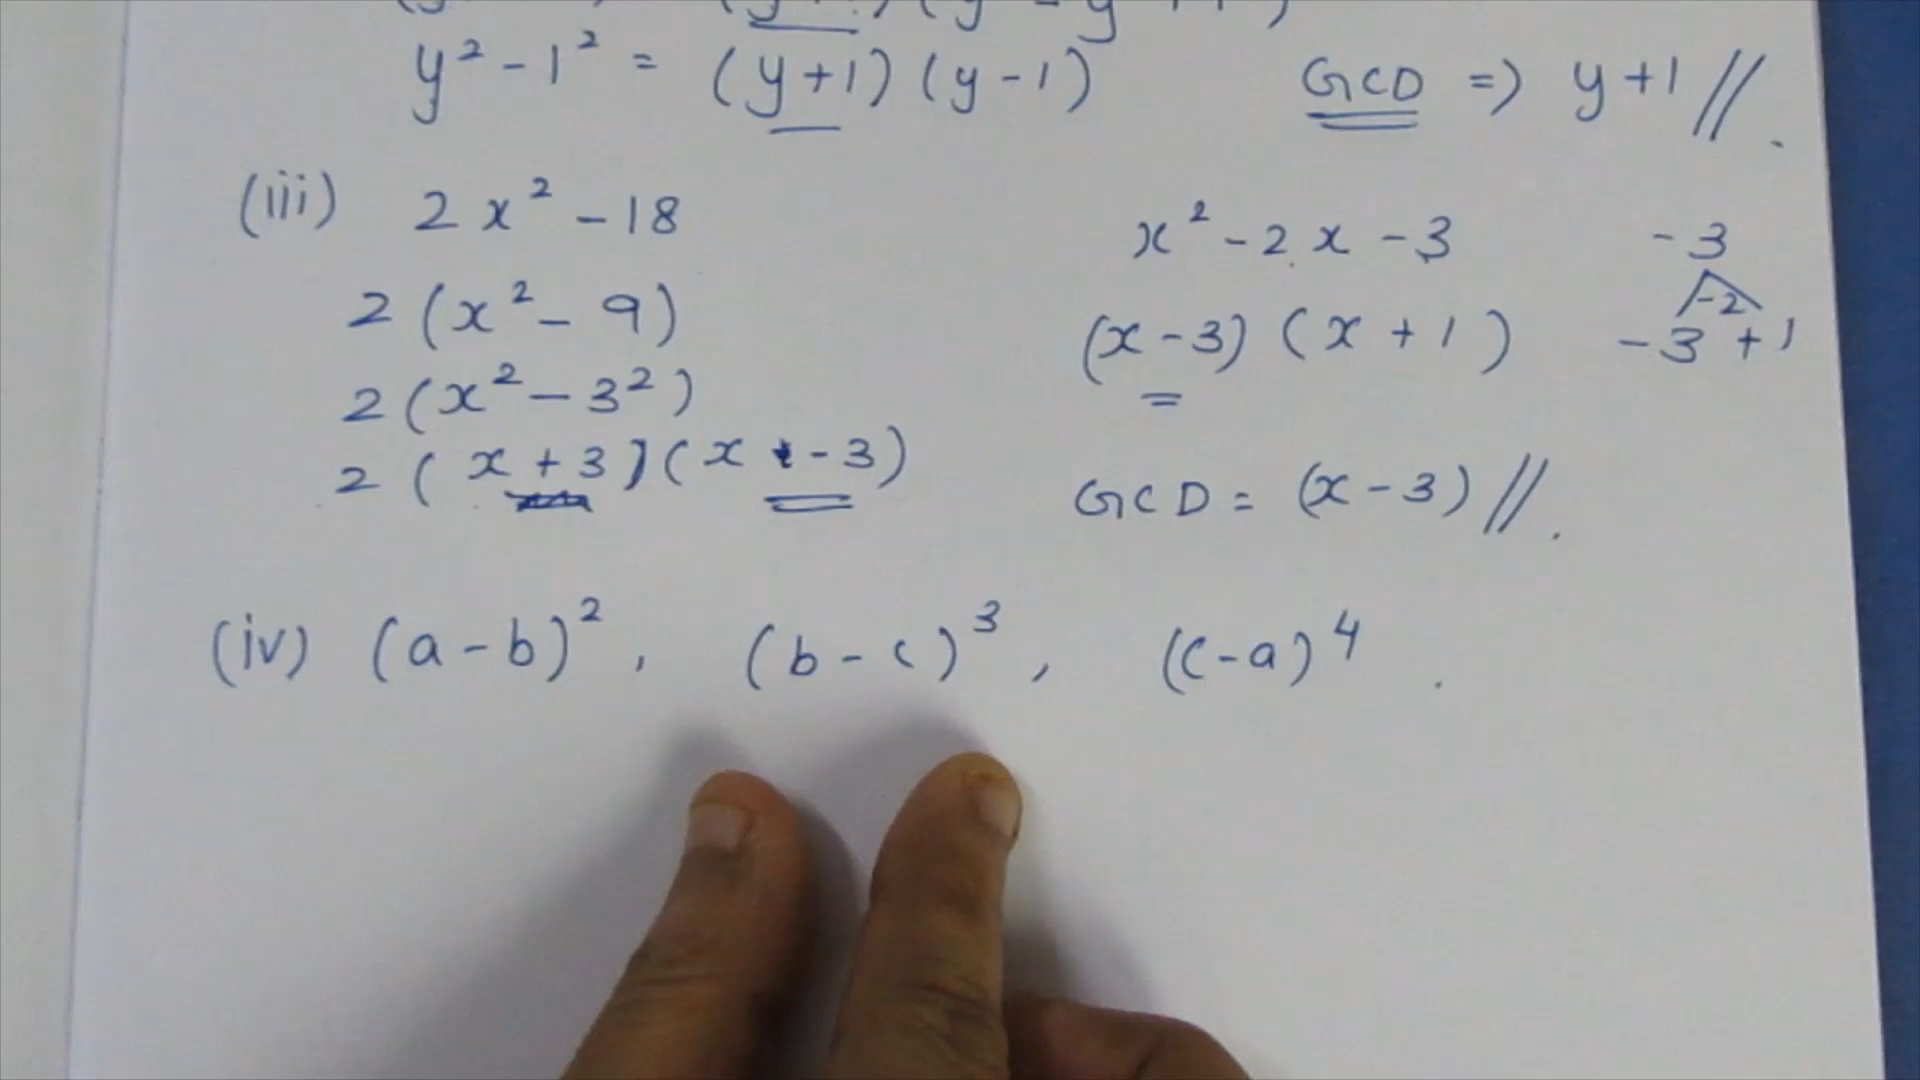 y² - 1² = (y+1) (y-1) GCD => y+1 //.
(iii) 2x² - 18
2(x² - 9)
2(x² - 3²)
2(x+3)(x-3)
x² - 2x - 3
(x-3)(x+1)
GCD = (x-3) //.
-3
-2
-3 +1
(iv) (a-b)², (b-c)³, (c-a)⁴.